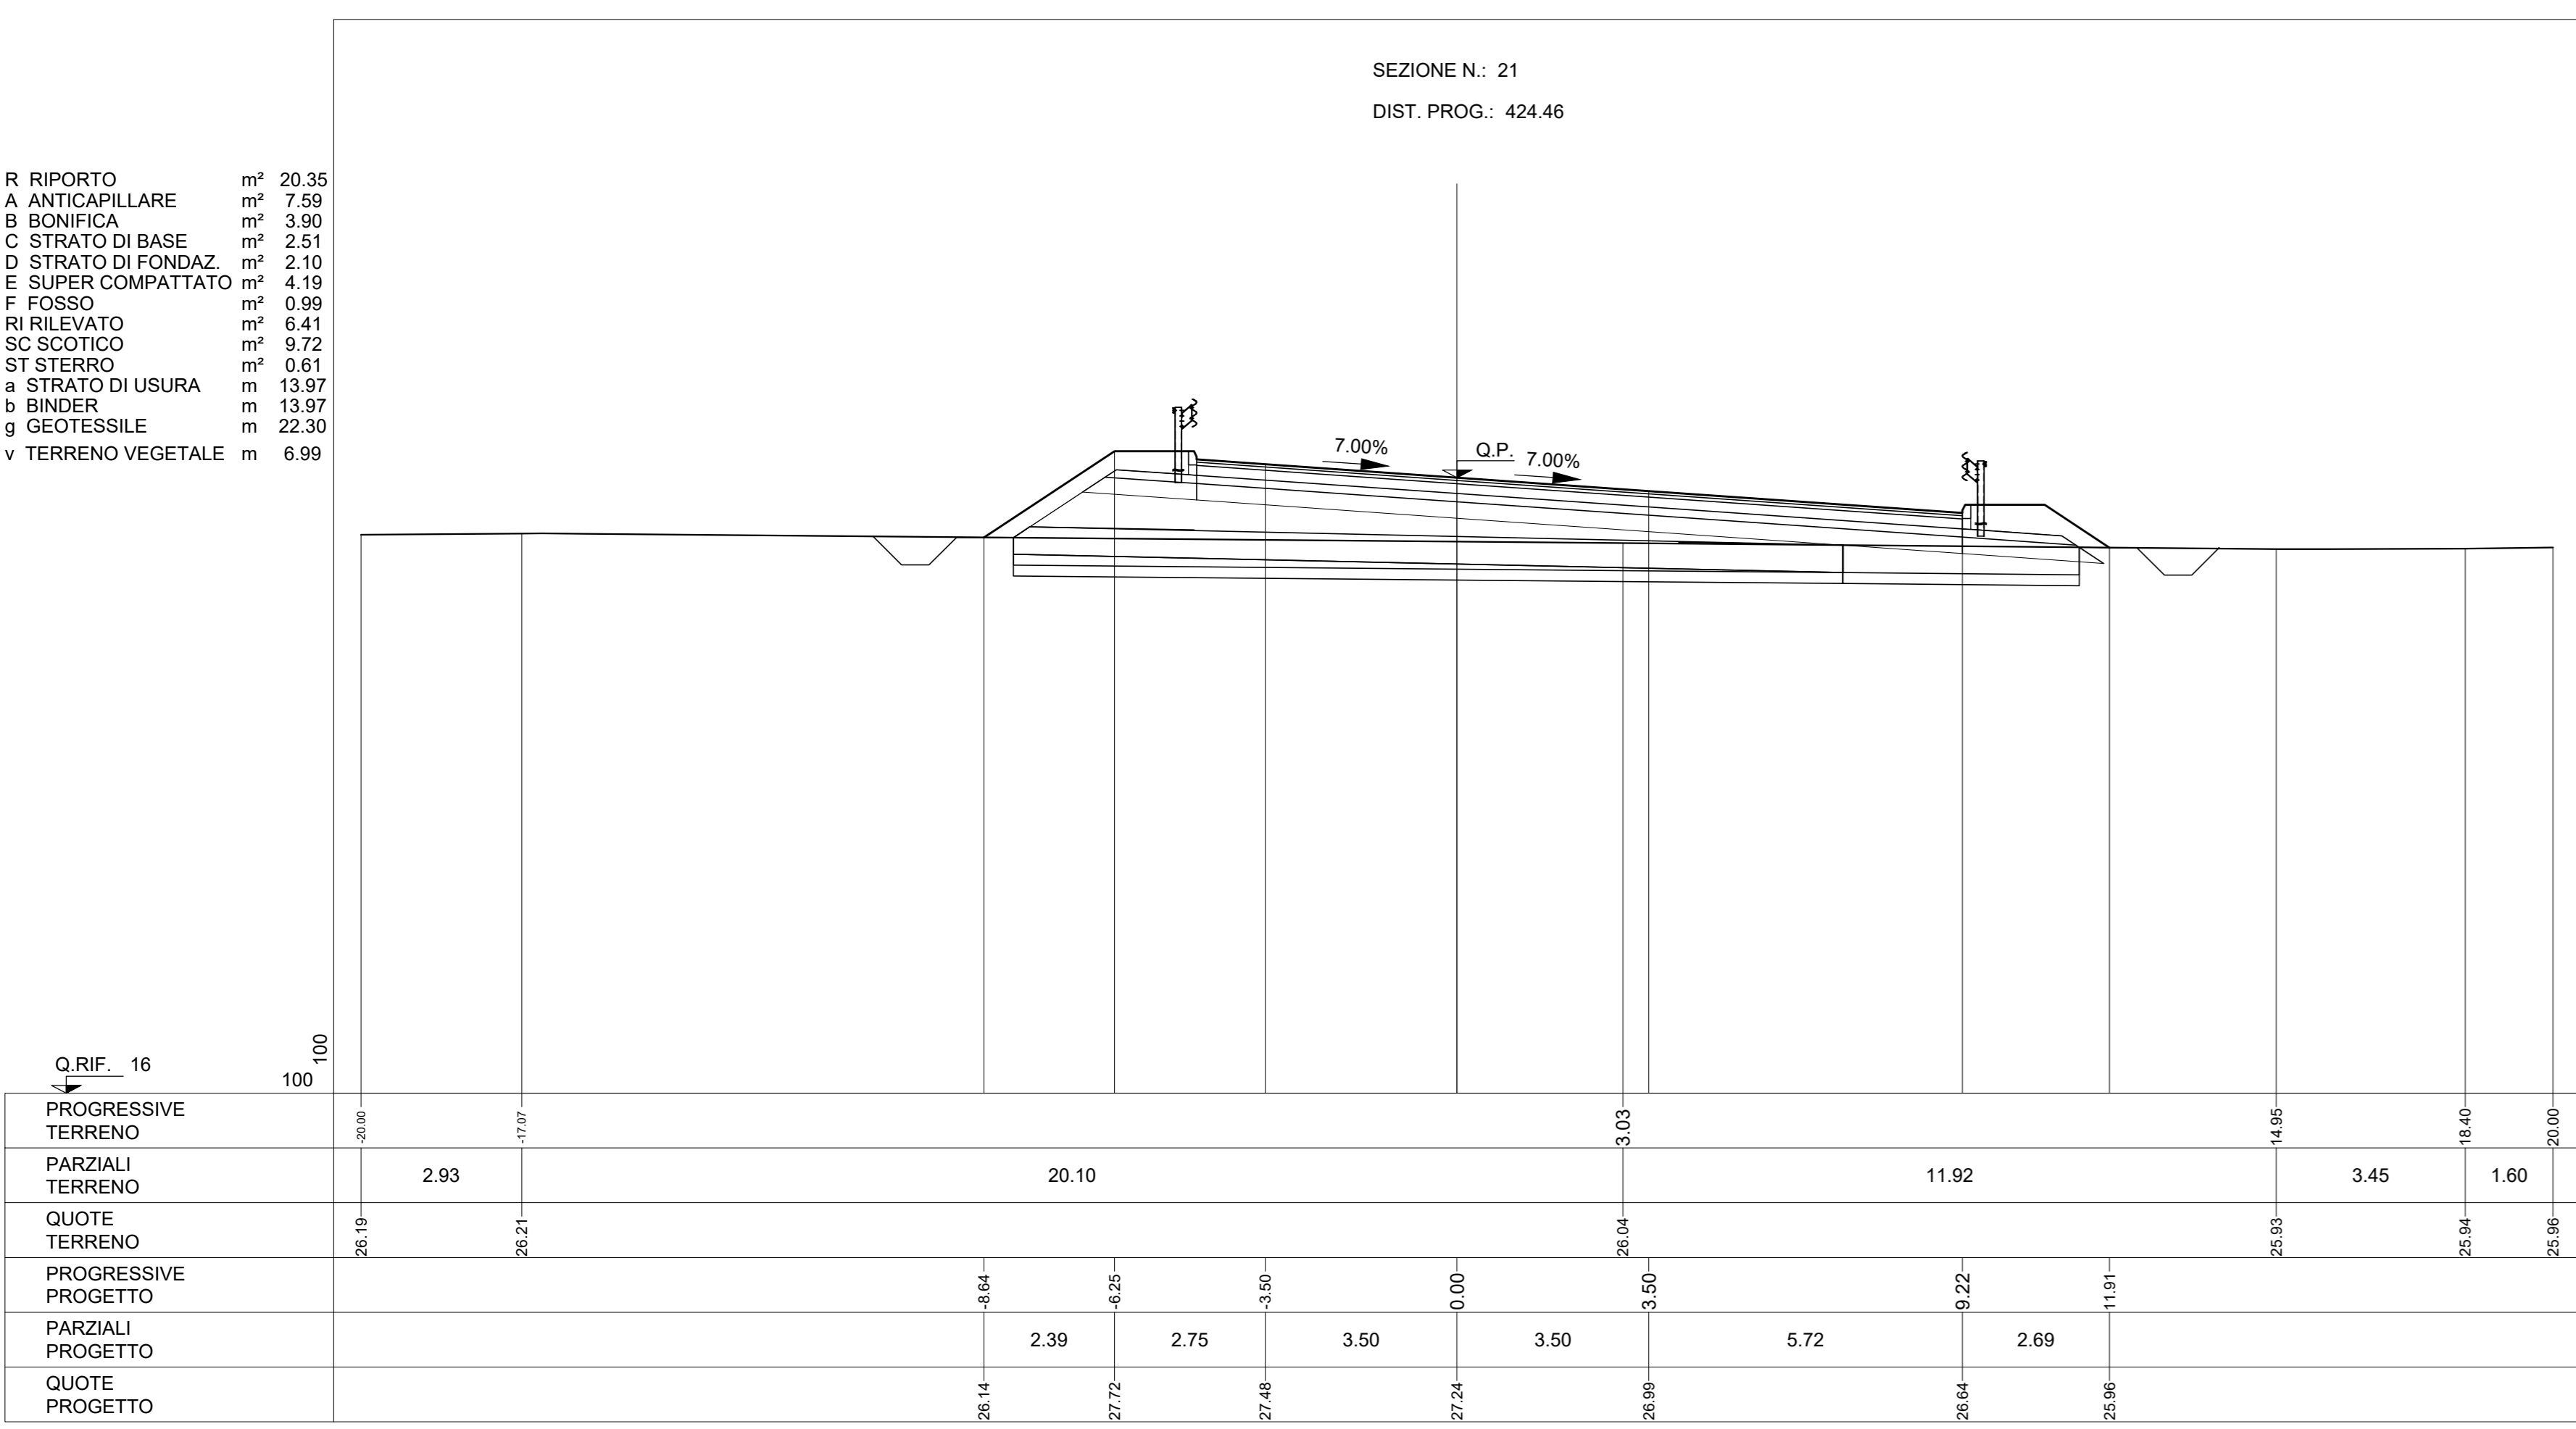 SEZIONE N.: 21
DIST. PROG.: 424.46
R RIPORTO m² 20.35
A ANTICAPILLARE m² 7.59
B BONIFICA m² 3.90
C STRATO DI BASE m² 2.51
D STRATO DI FONDAZ. m² 2.10
E SUPER COMPATTATO m² 4.19
F FOSSO m² 0.99
RI RILEVATO m² 6.41
SC SCOTICO m² 9.72
ST STERRO m² 0.61
a STRATO DI USURA m 13.97
b BINDER m 13.97
g GEOTESSILE m 22.30
v TERRENO VEGETALE m 6.99
7.00% Q.P. 7.00%
Q.RIF. 16
100
100
PROGRESSIVE
TERRENO
-20.00 -17.07 3.03 14.95 18.40 20.00
PARZIALI
TERRENO
2.93 20.10 11.92 3.45 1.60
QUOTE
TERRENO
26.19 26.21 26.04 25.93 25.94 25.96
PROGRESSIVE
PROGETTO
-8.64 -6.25 -3.50 0.00 3.50 9.22 11.91
PARZIALI
PROGETTO
2.39 2.75 3.50 3.50 5.72 2.69
QUOTE
PROGETTO
26.14 27.72 27.48 27.24 26.99 26.64 25.96